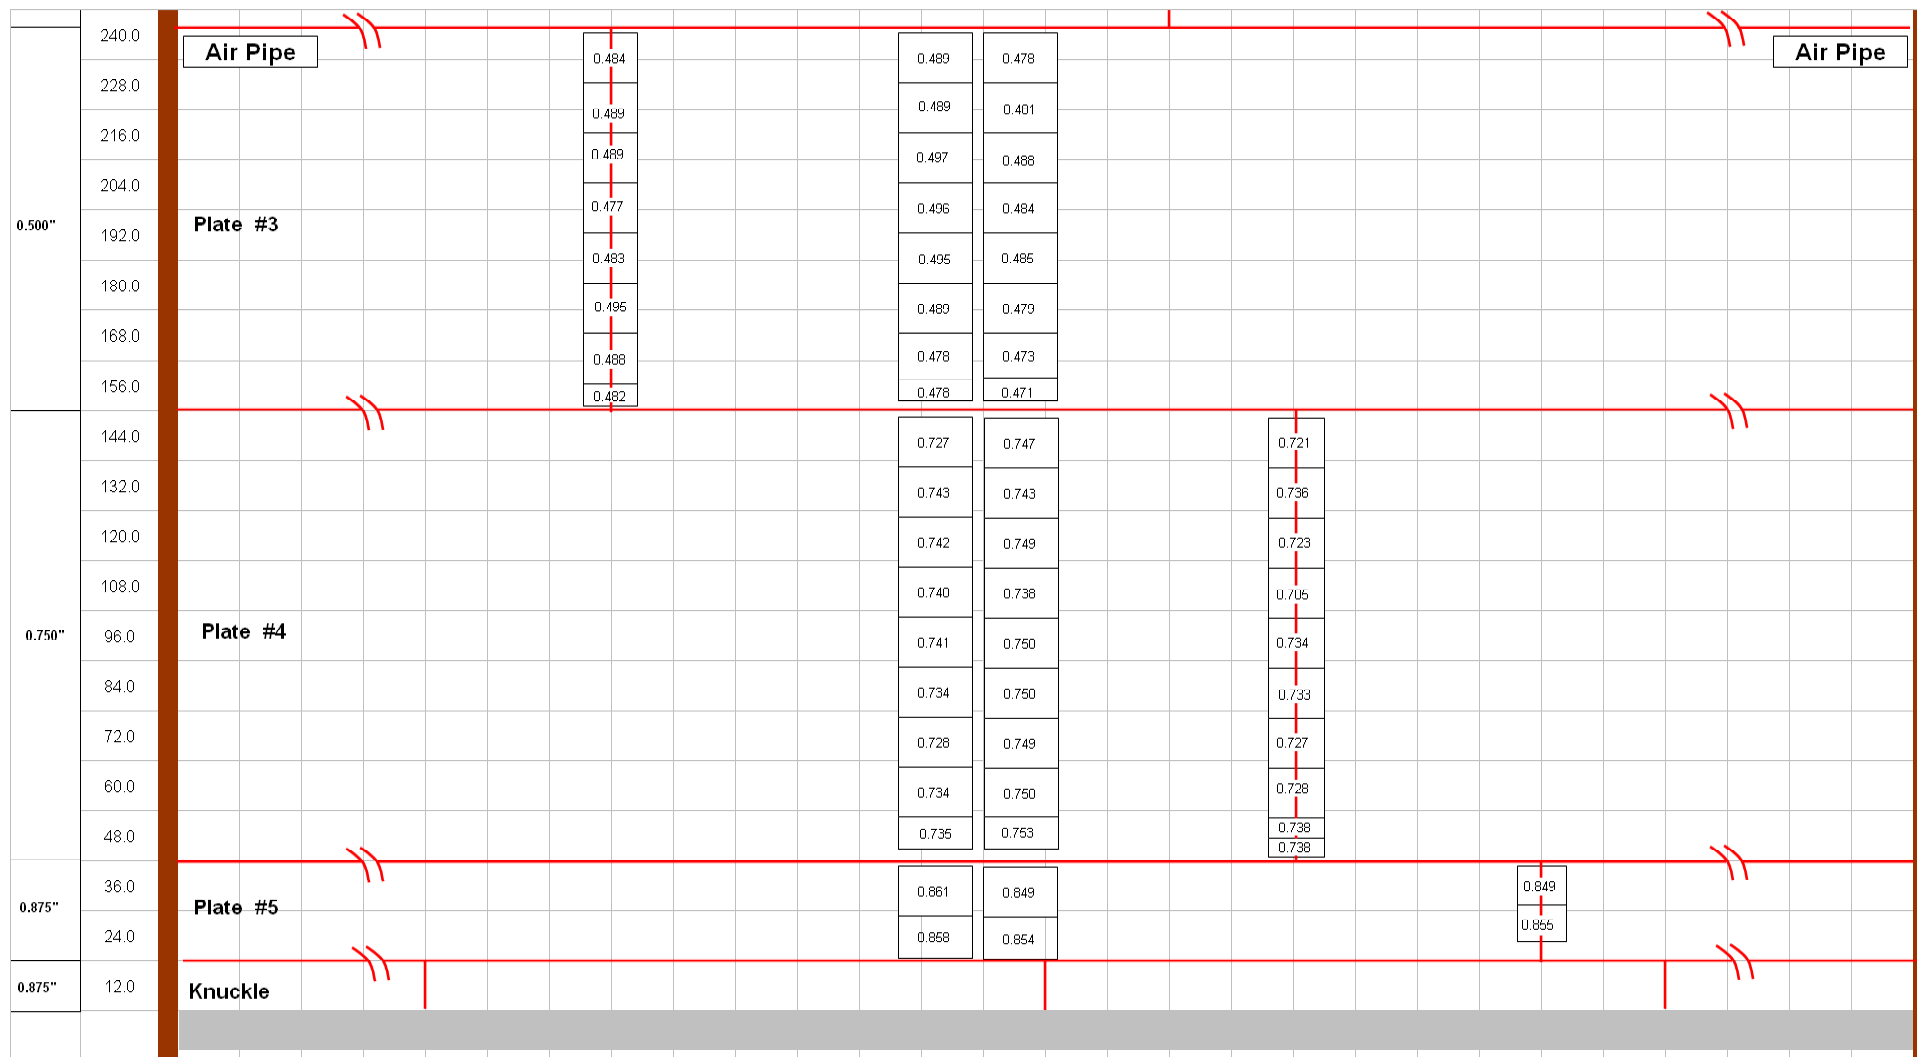 240.0
Air Pipe
Air Pipe
0.484 0.489 0.478
228.0
0.489 0.489 0.401
216.0
0.489 0.497 0.488
204.0
0.477 0.496 0.484
0.500" Plate #3
192.0
0.483 0.495 0.485
180.0
0.495 0.489 0.479
168.0
0.488 0.478 0.473
156.0
0.482 0.478 0.471
144.0 0.727 0.747 0.721
132.0 0.743 0.743 0.736
120.0 0.742 0.749 0.723
108.0 0.740 0.738 0.705
0.750" Plate #4
96.0 0.741 0.750 0.734
84.0 0.734 0.750 0.733
72.0 0.728 0.749 0.727
60.0 0.734 0.750 0.728
48.0 0.735 0.753 0.738
0.738
36.0 0.861 0.849 0.849
0.875" Plate #5
0.855
24.0 0.858 0.854
0.875" 12.0 Knuckle